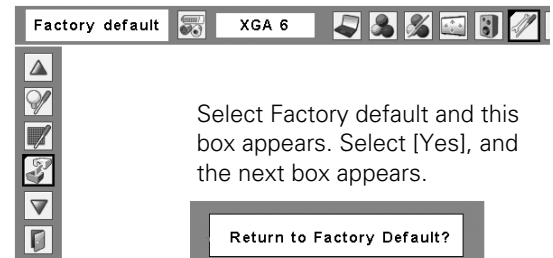 Factory default XGA 6
Select Factory default and this
box appears. Select [Yes], and
the next box appears.
Return to Factory Default?